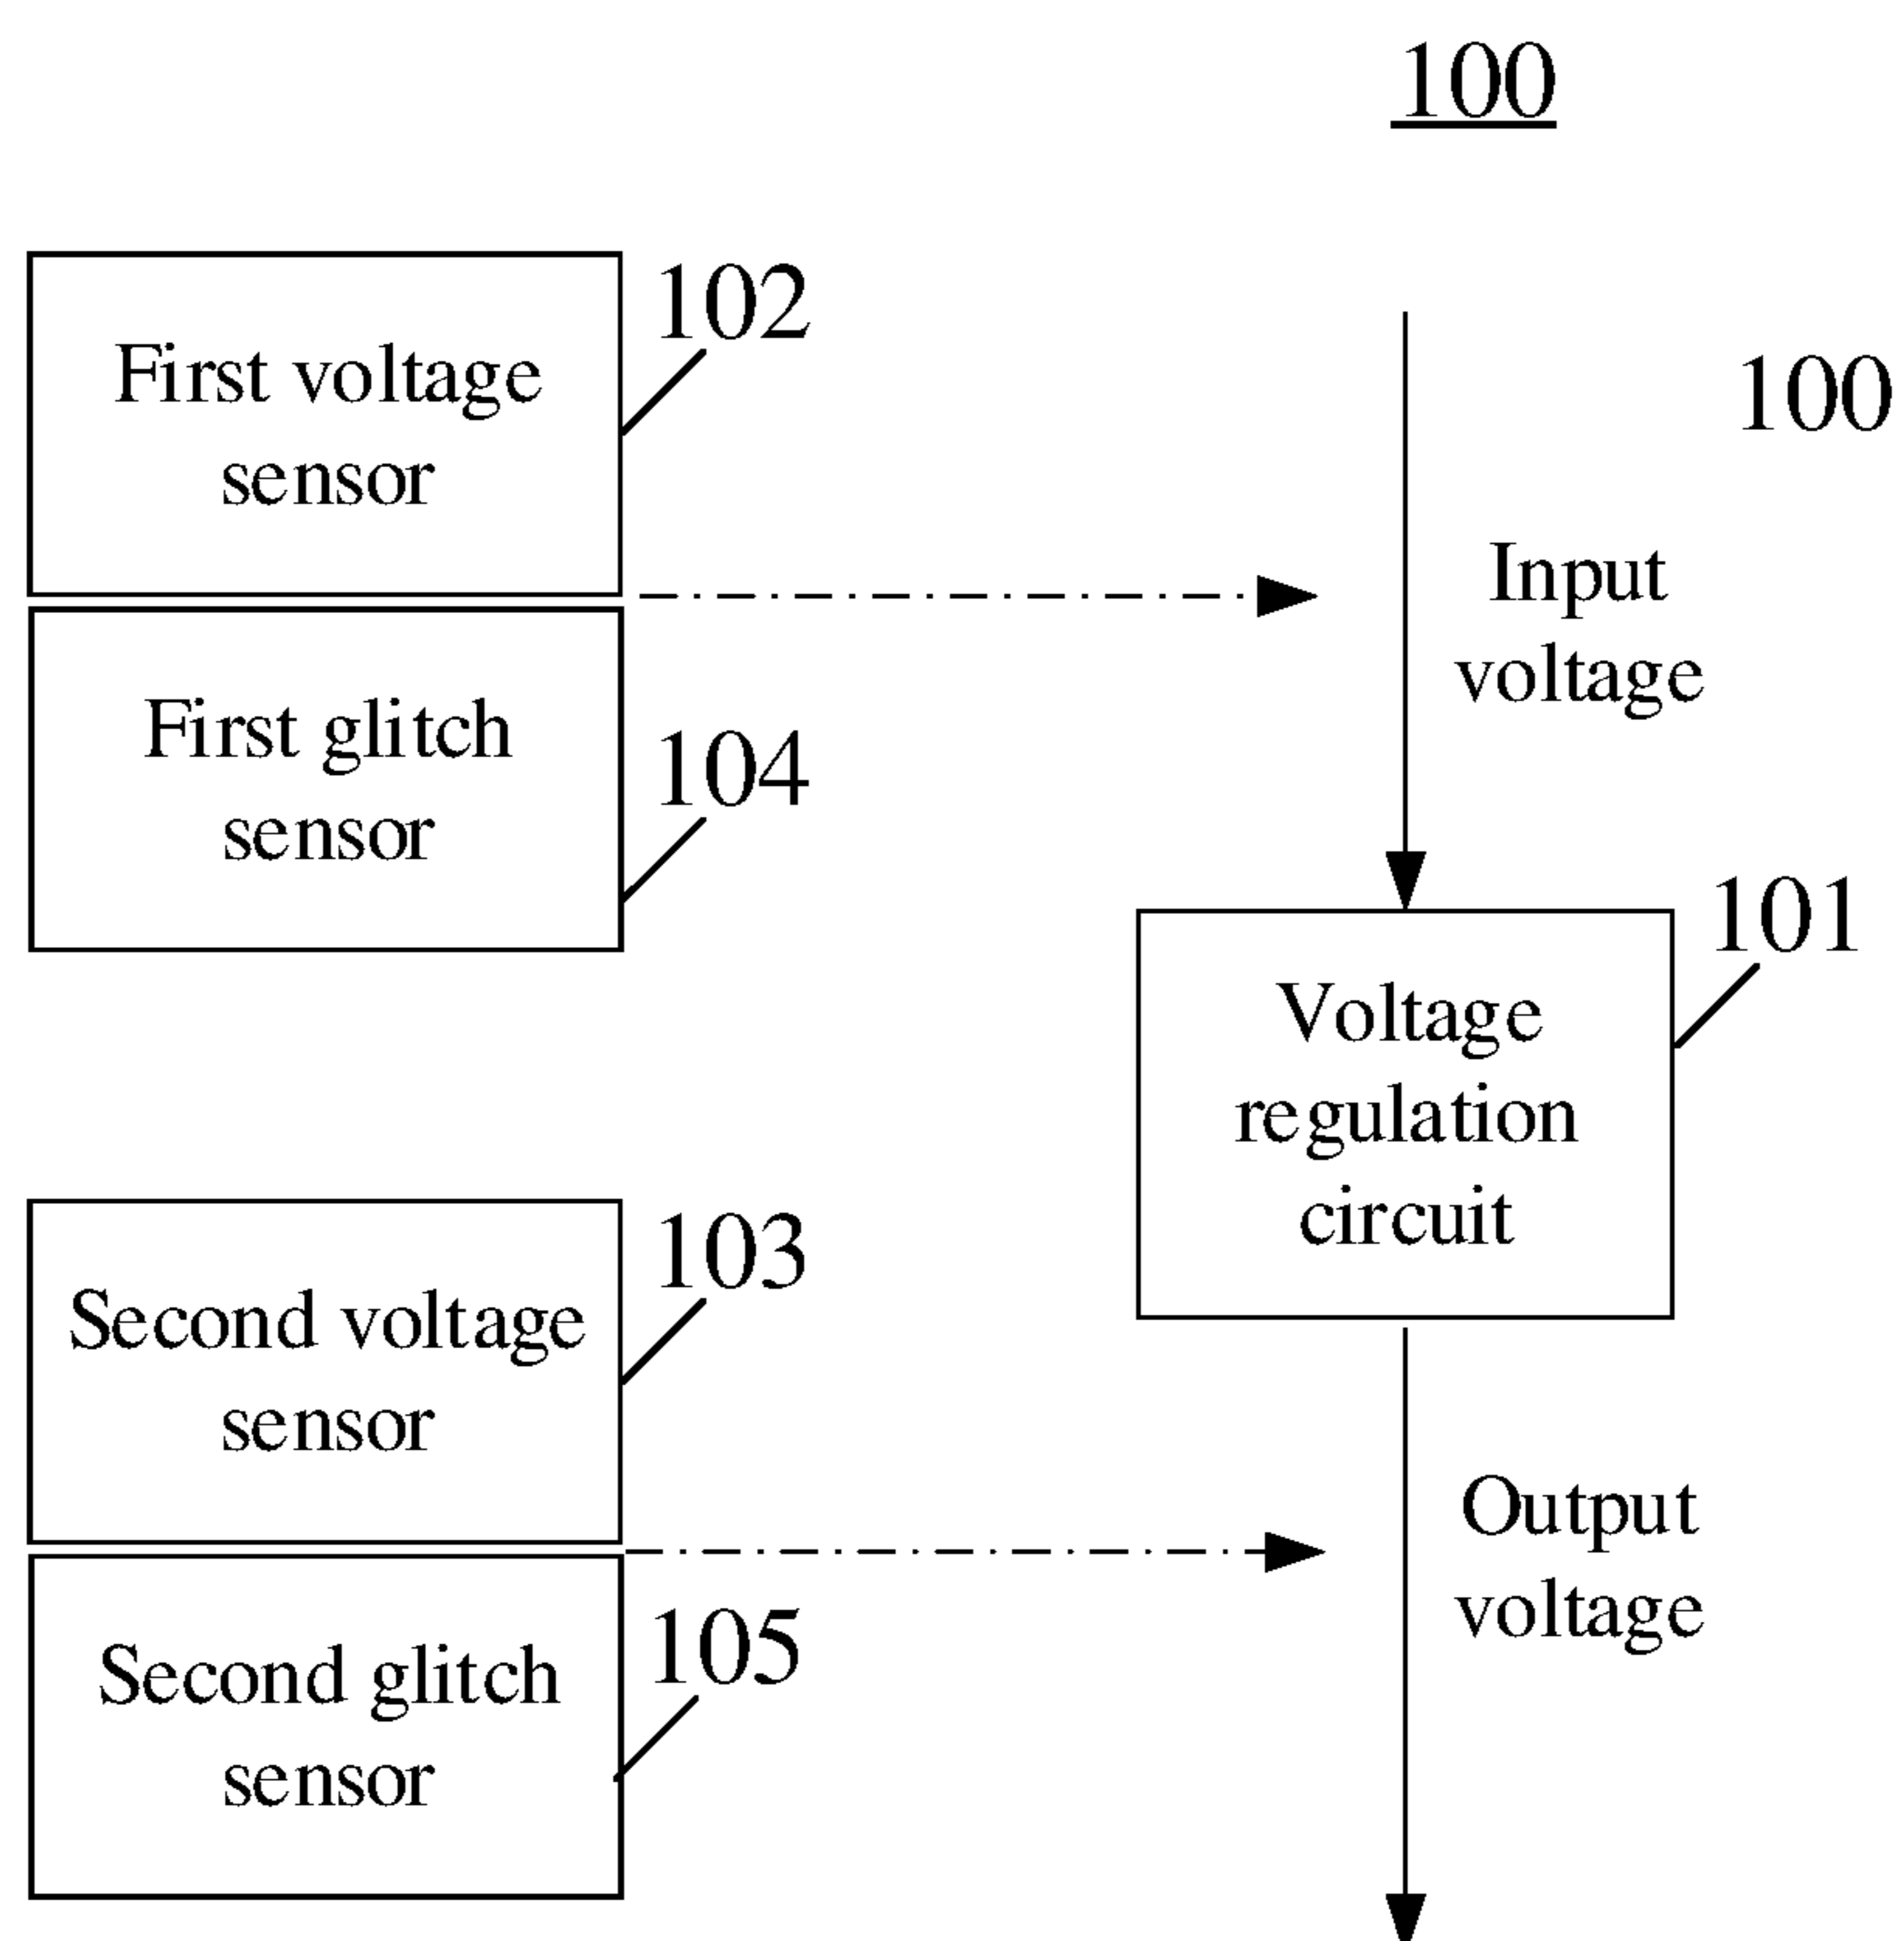 100
102
First voltage
sensor
100
Input
voltage
First glitch
sensor
104
101
Voltage
regulation
circuit
103
Second voltage
sensor
Output
voltage
105
Second glitch
sensor